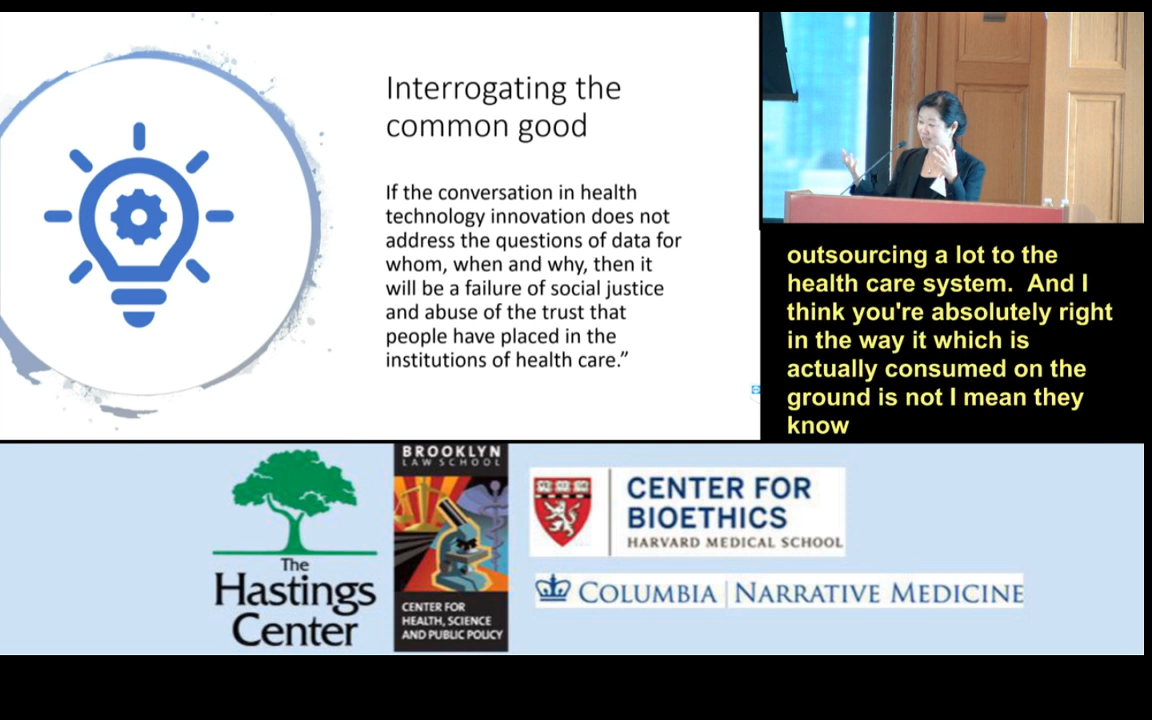 Interrogating the
common good
If the conversation in health
technology innovation does not
address the questions of data for
whom, when and why, then it
will be a failure of social justice
and abuse of the trust that
people have placed in the
institutions of health care.”
outsourcing a lot to the
health care system.  And I
think you're absolutely right
in the way it which is
actually consumed on the
ground is not I mean they
know
The
Hastings
Center
BROOKLYN
LAW SCHOOL
CENTER FOR
HEALTH, SCIENCE
AND PUBLIC POLICY
CENTER FOR
BIOETHICS
HARVARD MEDICAL SCHOOL
COLUMBIA | NARRATIVE MEDICINE